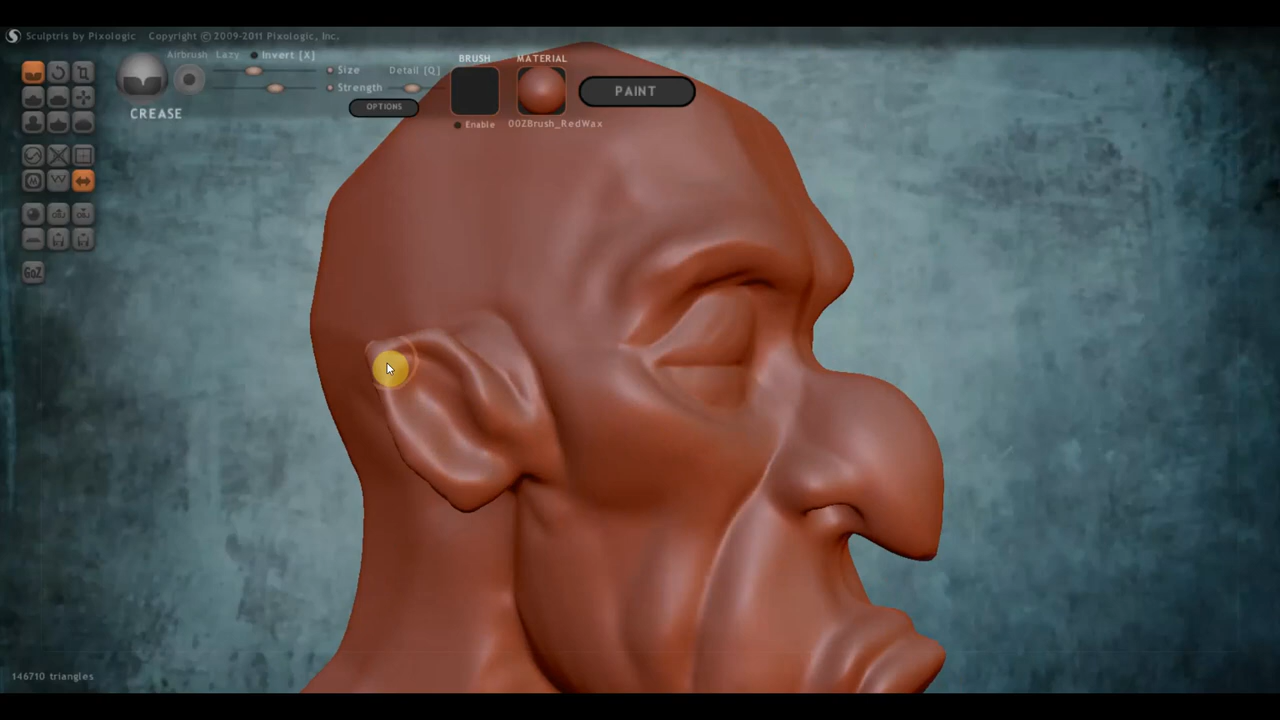 Sculptris by Pixologic Copyright © 2009-2011 Pixologic, Inc.
Airbrush Lazy Invert [X]
Size Detail [Q]
Strength
OPTIONS
CREASE
BRUSH
Enable
MATERIAL
00ZBrush_RedWax
PAINT
GoZ
146710 triangles